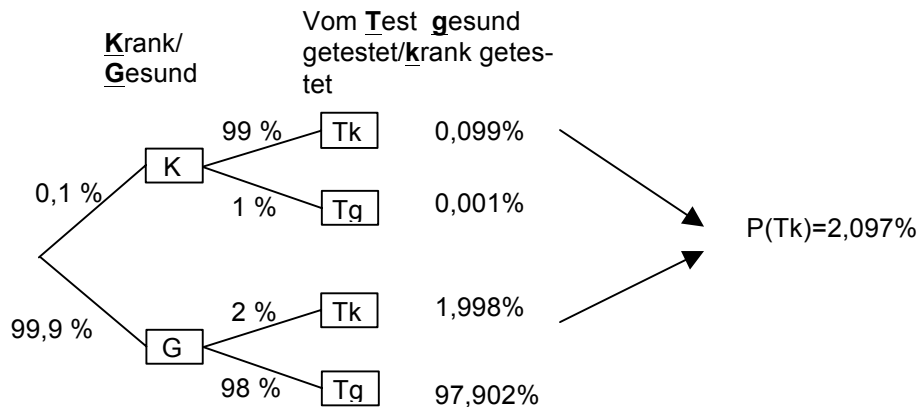 Krank/
Gesund
Vom Test gesund
getestet/krank getes-
tet
99 %
Tk
0,099%
K
0,1 %
1 %
Tg
0,001%
P(Tk)=2,097%
2 %
Tk
1,998%
99,9 %
G
98 %
Tg
97,902%